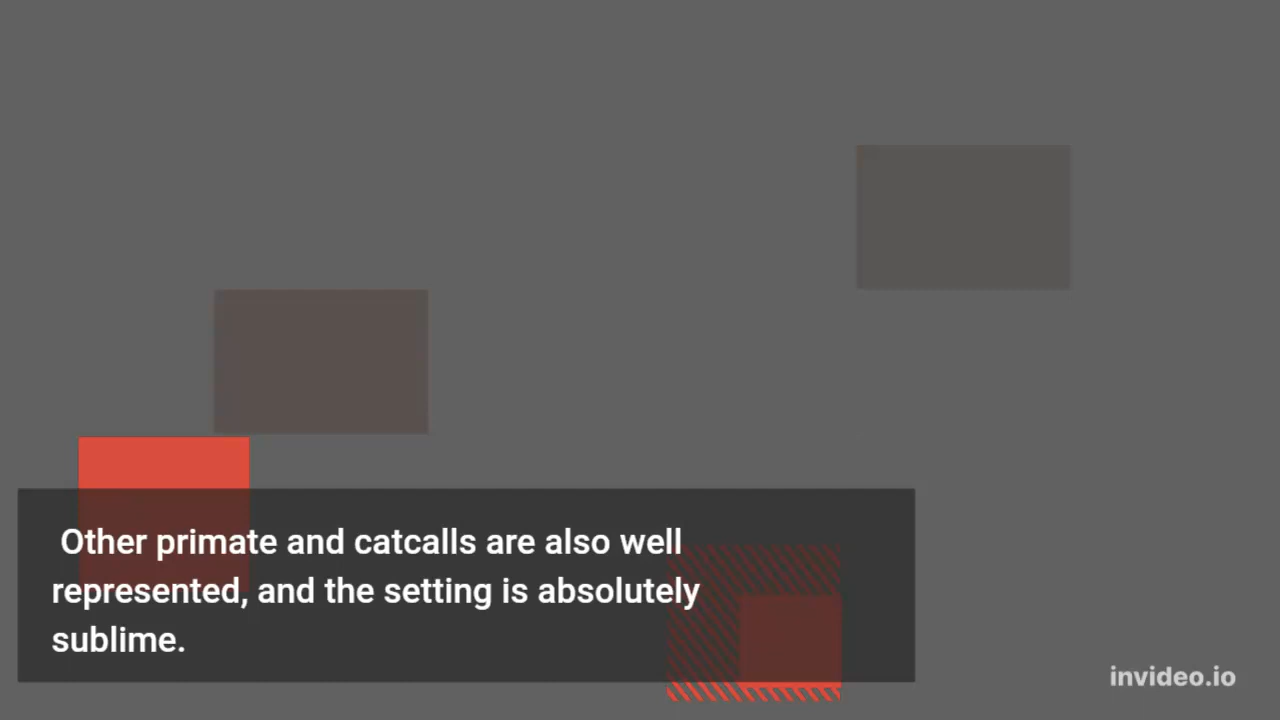 Other primate and catcalls are also well
represented, and the setting is absolutely
sublime.
invideo.io